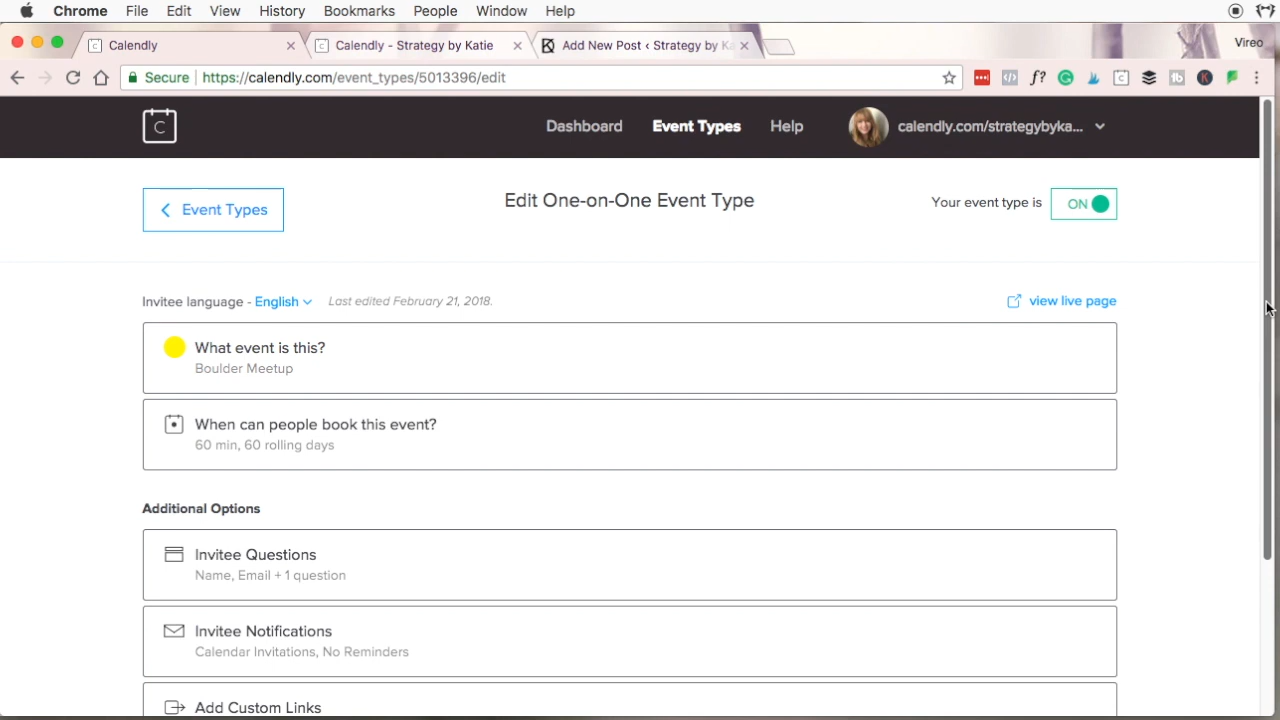 Chrome File Edit View History Bookmarks People Window Help
Calendly
Calendly - Strategy by Katie
Add New Post ‹ Strategy by Ka
Vireo
Secure https://calendly.com/event_types/5013396/edit
f?
Dashboard Event Types Help calendly.com/strategybyka...
Event Types
Edit One-on-One Event Type
Your event type is ON
Invitee language - English Last edited February 21, 2018.
view live page
What event is this?
Boulder Meetup
When can people book this event?
60 min, 60 rolling days
Additional Options
Invitee Questions
Name, Email + 1 question
Invitee Notifications
Calendar Invitations, No Reminders
Add Custom Links